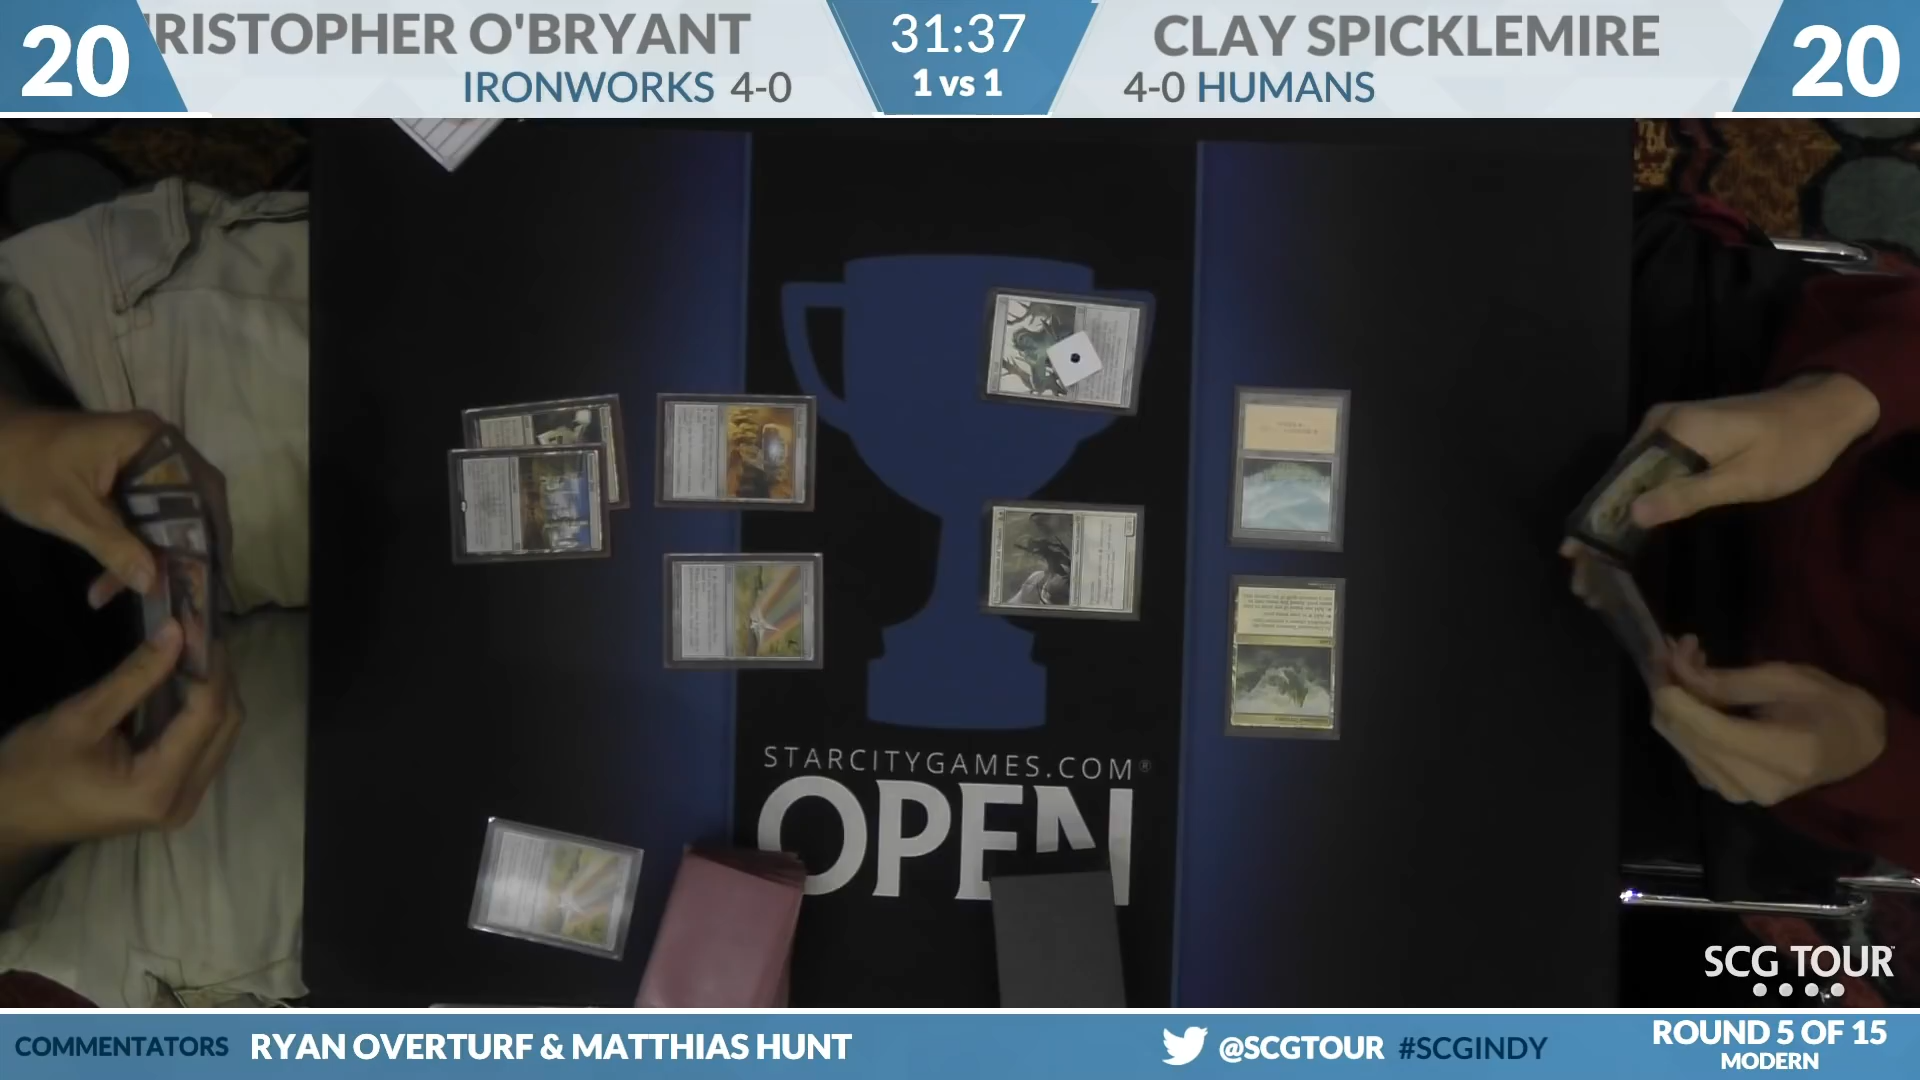 20
RISTOPHER O'BRYANT
IRONWORKS 4-0
31:37
1 vs 1
CLAY SPICKLEMIRE
4-0 HUMANS
20
STARCITYGAMES.COM®
OPEN
SCG TOUR
COMMENTATORS RYAN OVERTURF & MATTHIAS HUNT
@SCGTOUR #SCGINDY
ROUND 5 OF 15
MODERN